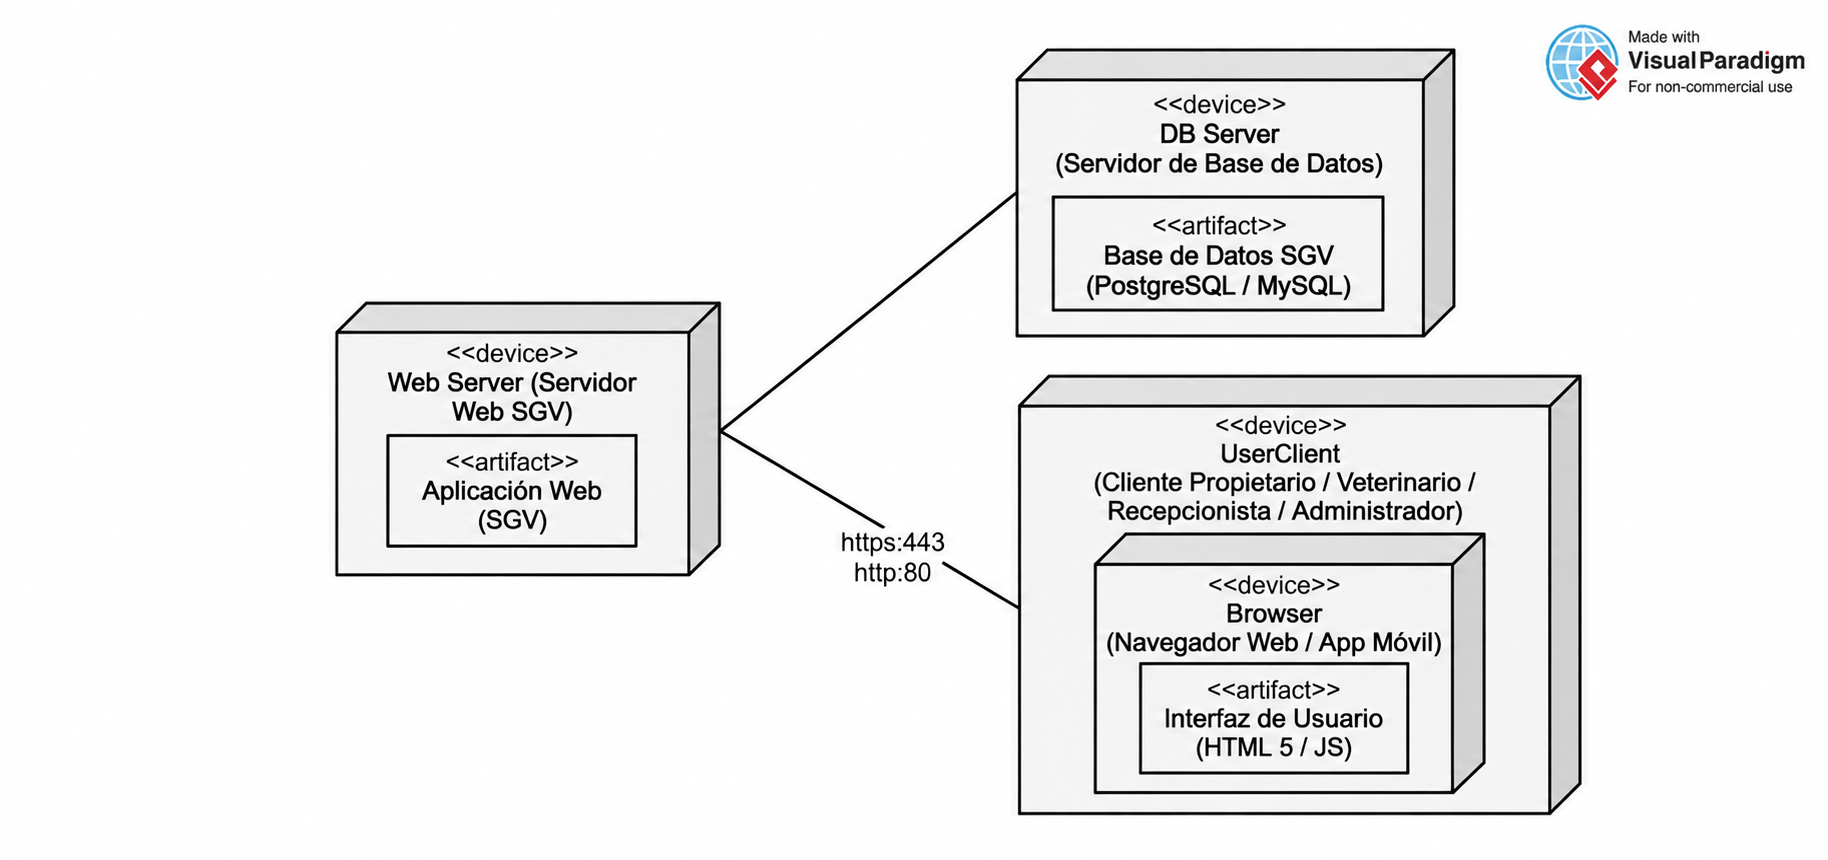 Made with
Visual Paradigm
For non-commercial use
<<device>>
DB Server
(Servidor de Base de Datos)
<<artifact>>
Base de Datos SGV
(PostgreSQL / MySQL)
<<device>>
Web Server (Servidor
Web SGV)
<<artifact>>
Aplicación Web
(SGV)
https:443
http:80
<<device>>
UserClient
(Cliente Propietario / Veterinario /
Recepcionista / Administrador)
<<device>>
Browser
(Navegador Web / App Móvil)
<<artifact>>
Interfaz de Usuario
(HTML 5 / JS)